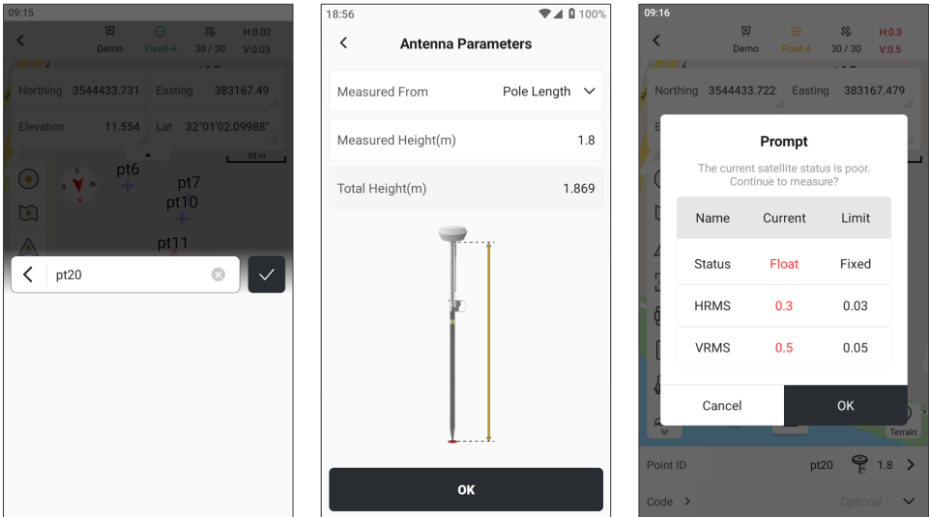 09:15
H:0.02
Demo Fixed-4 30 / 30 V:0.03
Northing 3544433.731 Easting 383167.49
Elevation 11.554 Lat 32°01'02.09988"
55 m
pt6
pt7
pt10
pt11
pt20
18:56 100%
Antenna Parameters
Measured From Pole Length
Measured Height(m) 1.8
Total Height(m) 1.869
OK
09:16
H:0.3
Demo Float-4 30 / 30 V:0.5
Northing 3544433.722 Easting 383167.479
Prompt
The current satellite status is poor.
Continue to measure?
Name Current Limit
Status Float Fixed
HRMS 0.3 0.03
VRMS 0.5 0.05
Cancel OK
Terrain
Point ID pt20 1.8
Code Optional